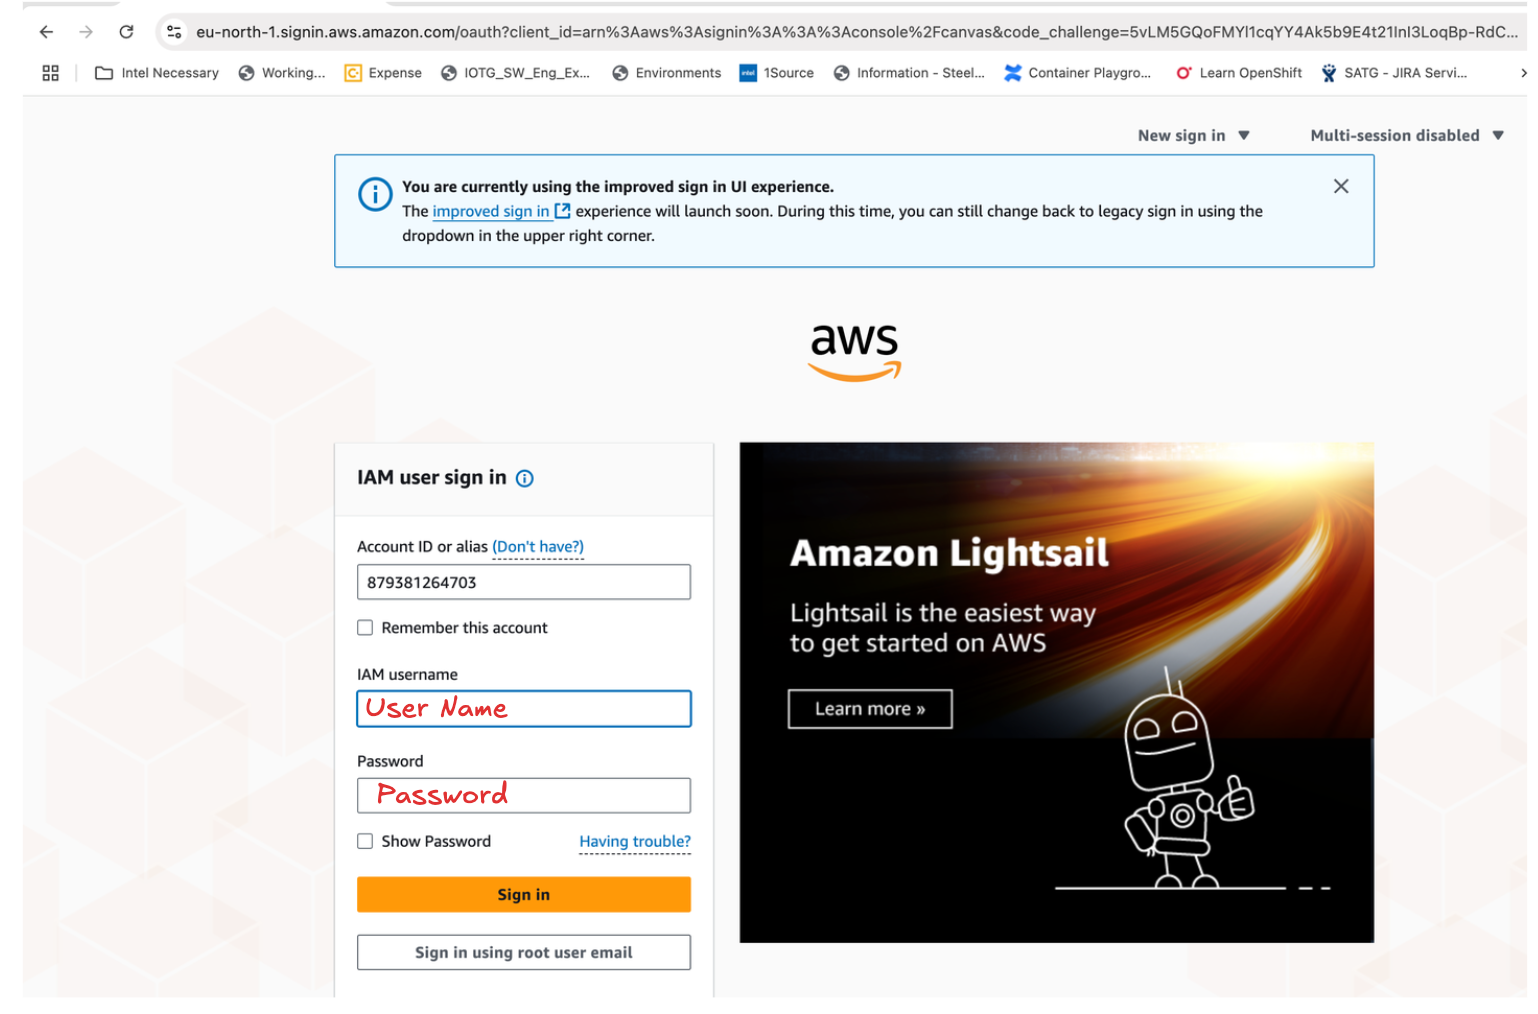 eu-north-1.signin.aws.amazon.com/oauth?client_id=arn%3Aaws%3Asignin%3A%3A%3Aconsole%2Fcanvas&code_challenge=5vLM5GQoFMYl1cqYY4Ak5b9E4t21lnl3LoqBp-RdC...
Intel Necessary Working... Expense IOTG_SW_Eng_Ex... Environments intel 1Source Information - Steel... Container Playgro... Learn OpenShift SATG - JIRA Servi...
New sign in Multi-session disabled
You are currently using the improved sign in UI experience.
The improved sign in experience will launch soon. During this time, you can still change back to legacy sign in using the
dropdown in the upper right corner.
aws
IAM user sign in
Account ID or alias (Don't have?)
879381264703
Remember this account
IAM username
User Name
Password
Password
Show Password Having trouble?
Sign in
Sign in using root user email
Amazon Lightsail
Lightsail is the easiest way
to get started on AWS
Learn more »